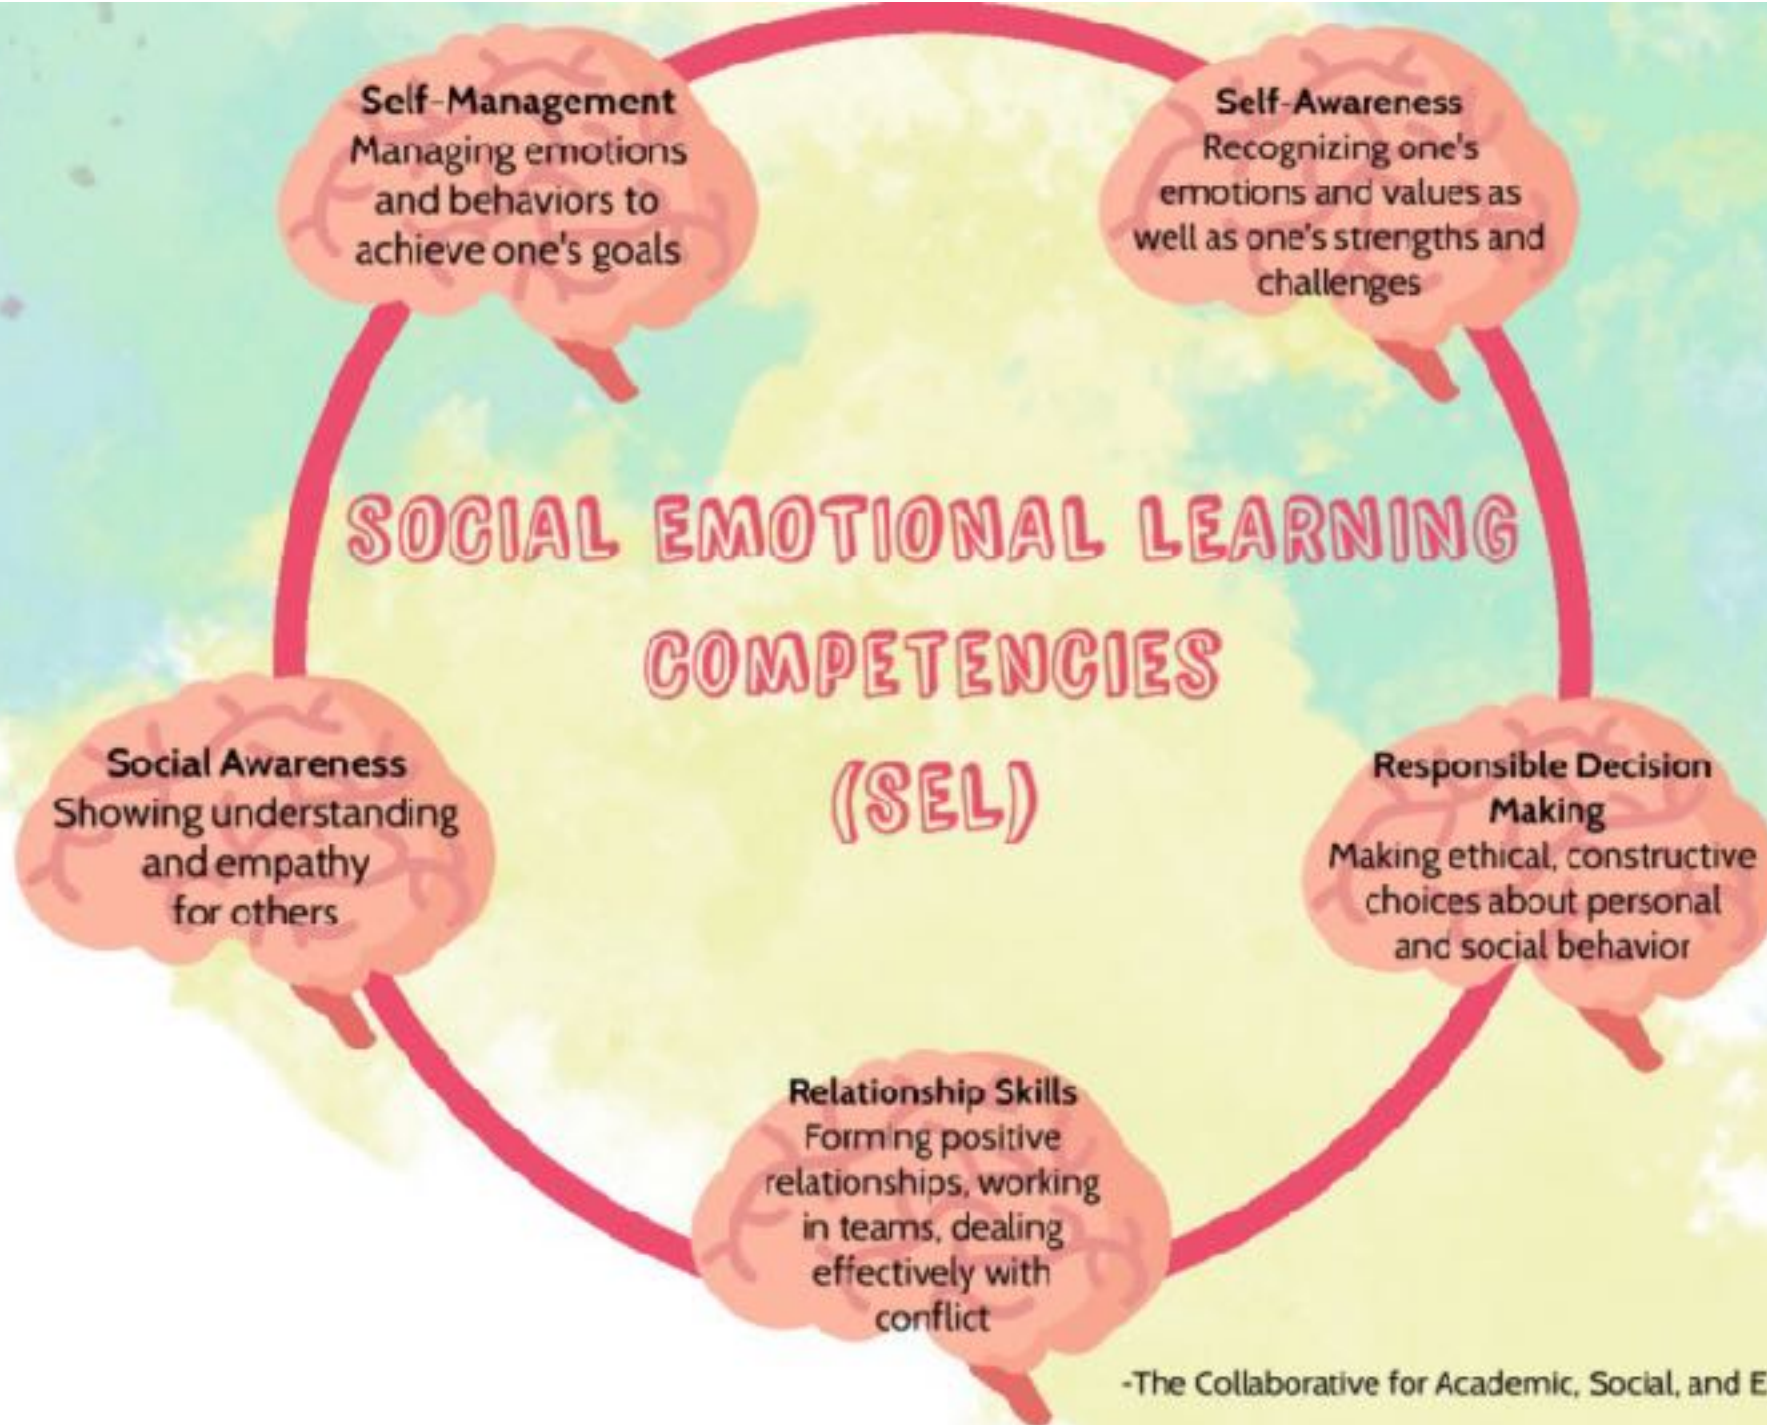 Self-Management
Managing emotions
and behaviors to
achieve one's goals
Self-Awareness
Recognizing one's
emotions and values as
well as one's strengths and
challenges
SOCIAL EMOTIONAL LEARNING
COMPETENCIES
(SEL)
Social Awareness
Showing understanding
and empathy
for others
Responsible Decision
Making
Making ethical, constructive
choices about personal
and social behavior
Relationship Skills
Forming positive
relationships, working
in teams, dealing
effectively with
conflict
-The Collaborative for Academic, Social, and E